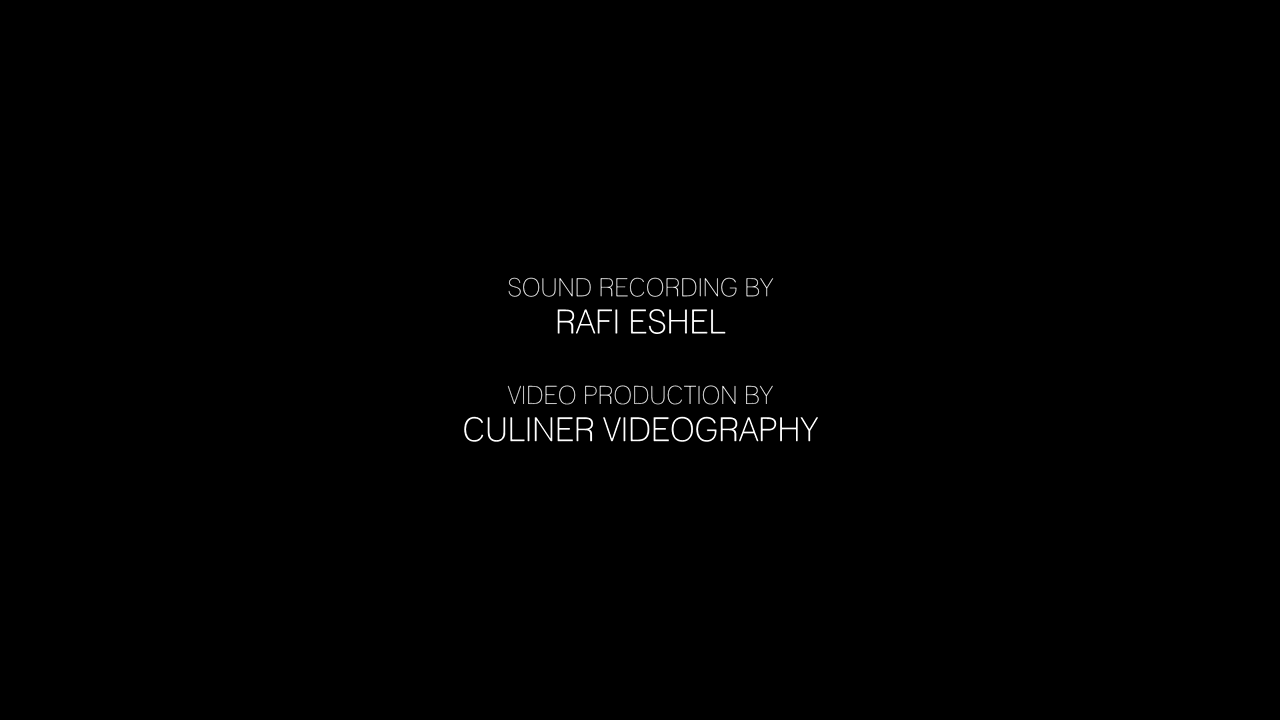 SOUND RECORDING BY
RAFI ESHEL
VIDEO PRODUCTION BY
CULINER VIDEOGRAPHY